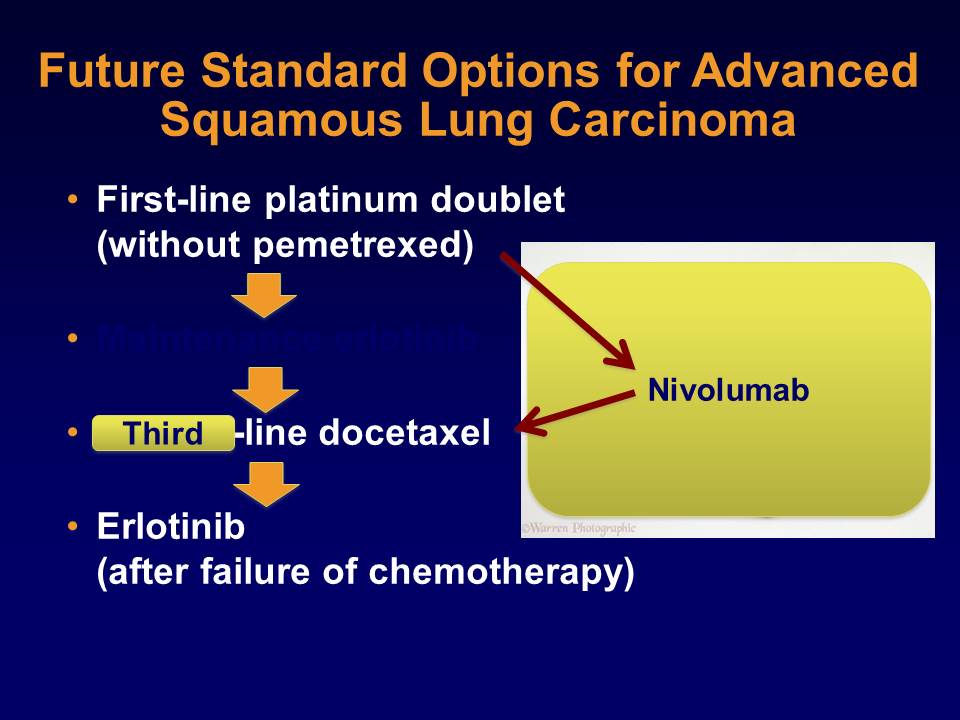 Future Standard Options for Advanced
Squamous Lung Carcinoma
• First-line platinum doublet
(without pemetrexed)
• Maintenance erlotinib
• Third-line docetaxel
• Erlotinib
(after failure of chemotherapy)
Nivolumab
©Warren Photographic